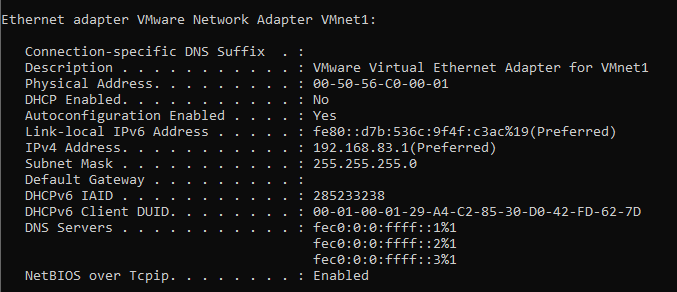 Ethernet adapter VMware Network Adapter VMnet1:
Connection-specific DNS Suffix  . :
Description . . . . . . . . . . . : VMware Virtual Ethernet Adapter for VMnet1
Physical Address. . . . . . . . . : 00-50-56-C0-00-01
DHCP Enabled. . . . . . . . . . . : No
Autoconfiguration Enabled . . . . : Yes
Link-local IPv6 Address . . . . . : fe80::d7b:536c:9f4f:c3ac%19(Preferred)
IPv4 Address. . . . . . . . . . . : 192.168.83.1(Preferred)
Subnet Mask . . . . . . . . . . . : 255.255.255.0
Default Gateway . . . . . . . . . :
DHCPv6 IAID . . . . . . . . . . . : 285233238
DHCPv6 Client DUID. . . . . . . . : 00-01-00-01-29-A4-C2-85-30-D0-42-FD-62-7D
DNS Servers . . . . . . . . . . . : fec0:0:0:ffff::1%1
fec0:0:0:ffff::2%1
fec0:0:0:ffff::3%1
NetBIOS over Tcpip. . . . . . . . : Enabled